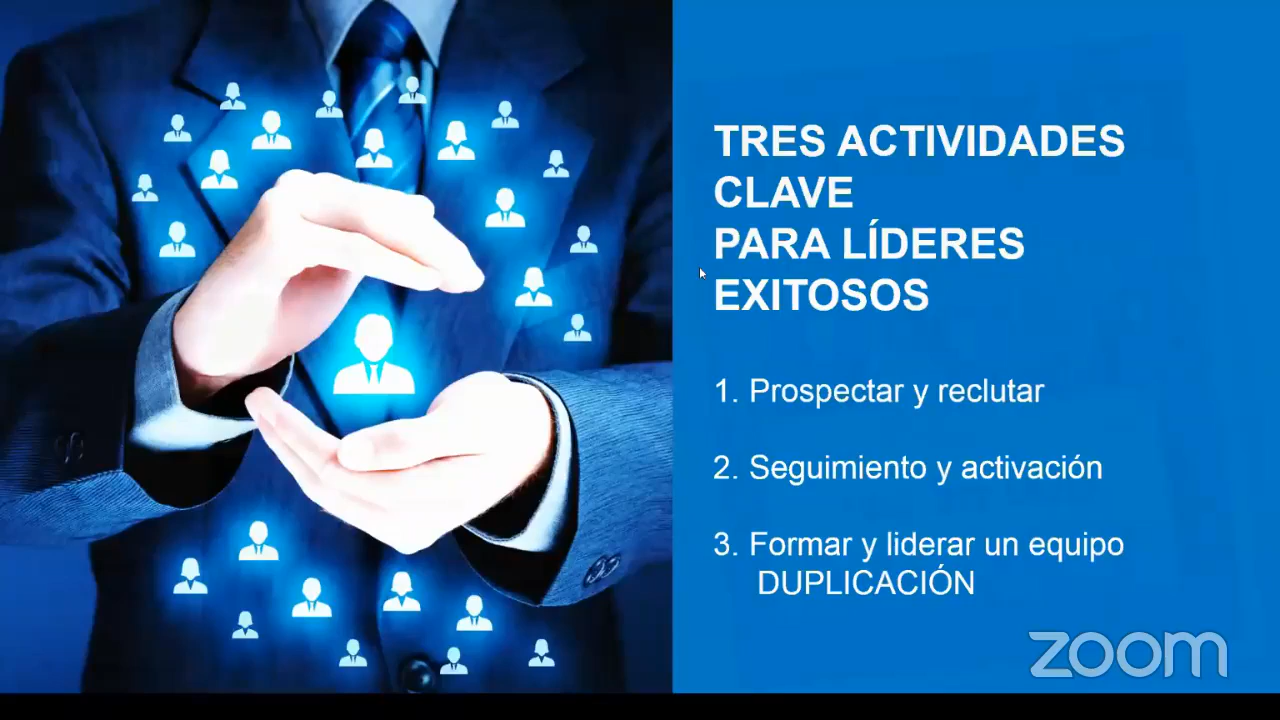 TRES ACTIVIDADES
CLAVE
PARA LÍDERES
EXITOSOS
1. Prospectar y reclutar
2. Seguimiento y activación
3. Formar y liderar un equipo
DUPLICACIÓN
zoom